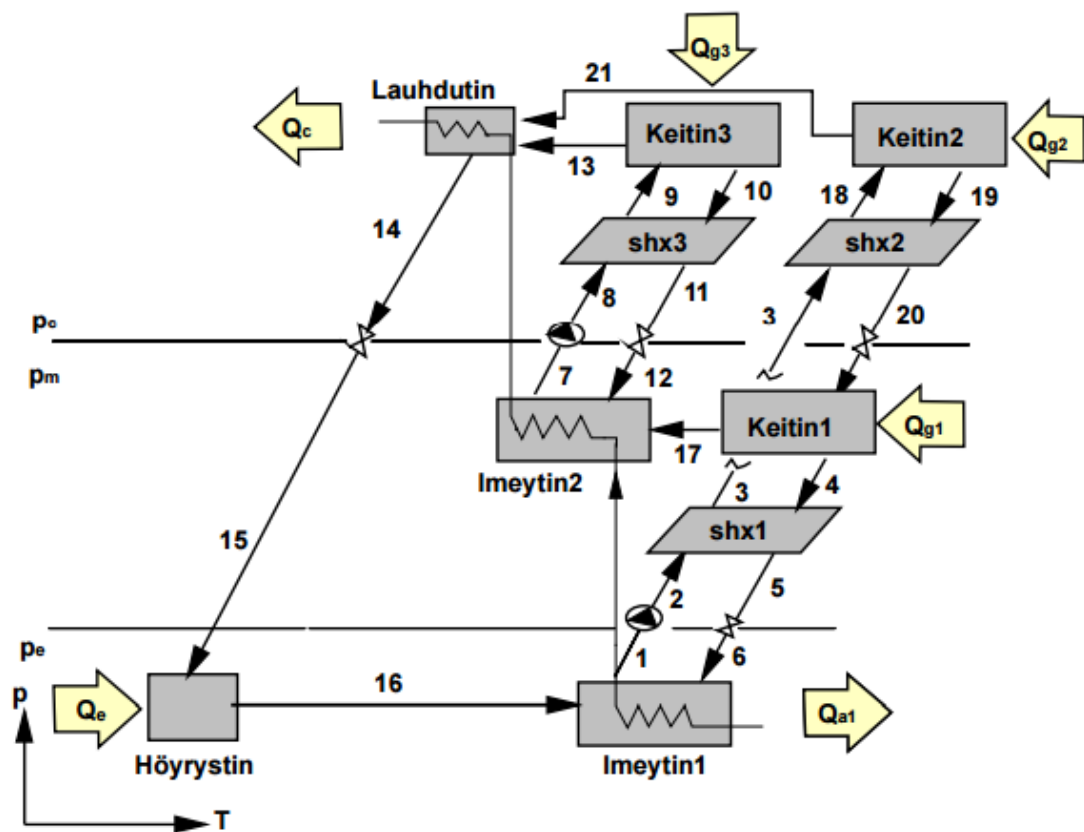 Qg3
21
Lauhdutin
Qc
Keitin3
Keitin2
Qg2
13
9
10
18
19
14
shx3
shx2
8
11
3
20
pc
pm
7
12
Keitin1
Qg1
17
Imeytin2
3
4
15
shx1
2
5
pe
1
6
p
Qe
16
Qa1
Höyrystin
Imeytin1
T